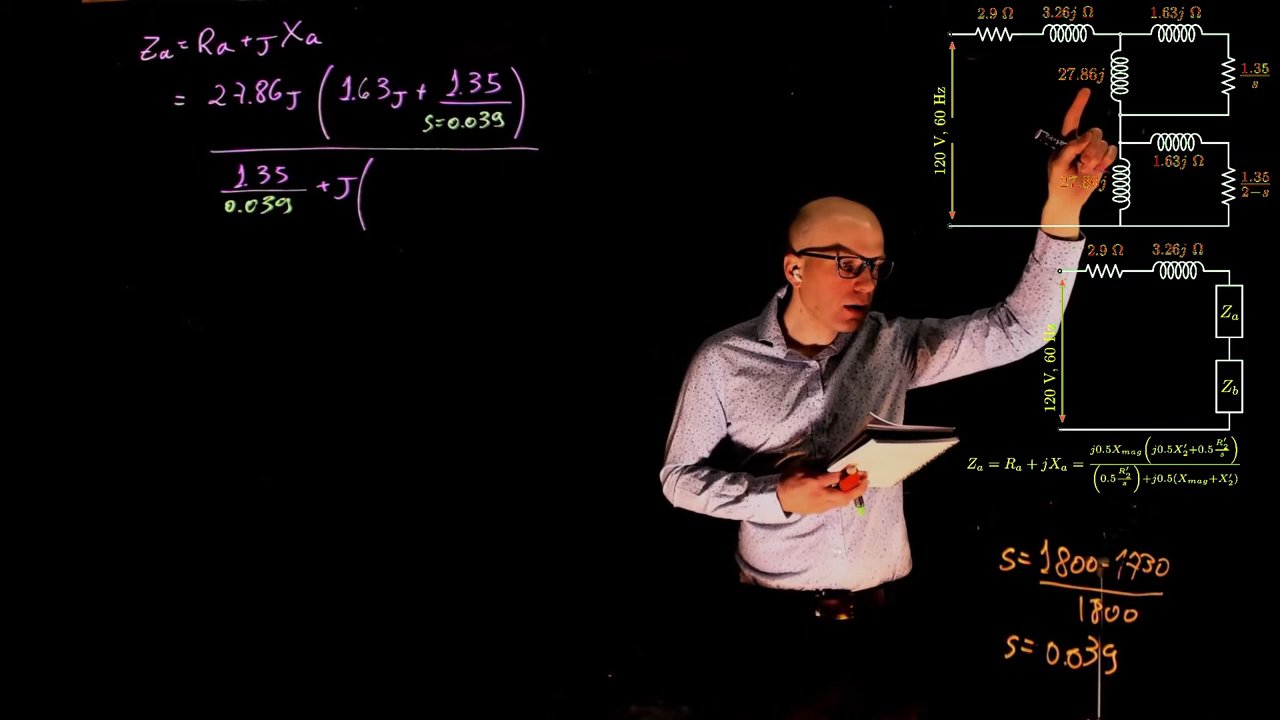 Za = Ra + J Xa
= 27.86J ( 1.63J + 1.35 )
S=0.039
1.35 + J(
0.039
2.9 Ω
3.26j Ω
1.63j Ω
27.86j
1.35
s
120 V, 60 Hz
1.63j Ω
27.86j
1.35
2−s
2.9 Ω
3.26j Ω
120 V, 60 Hz
Za
Zb
Za = Ra + jXa = j0.5Xmag(j0.5X′2+0.5 R′2/s) / (0.5 R′2/s)+j0.5(Xmag+X′2)
S= 1800-1730
1800
S= 0.039